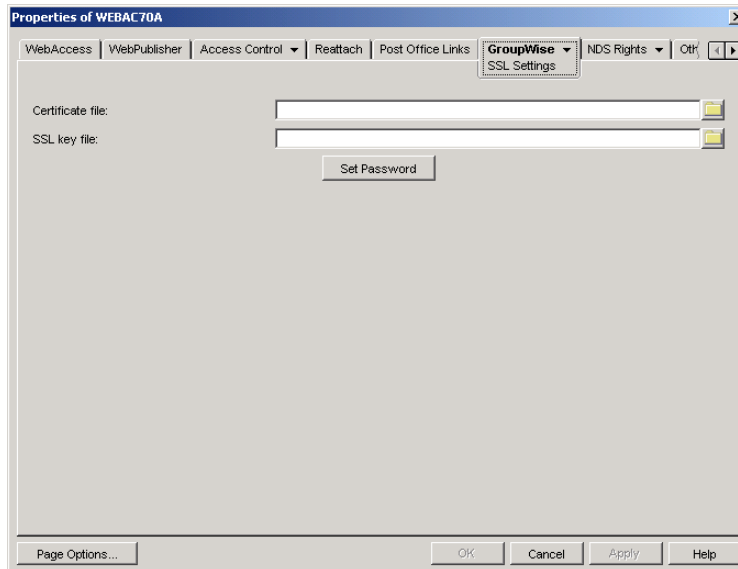 Properties of WEBAC70A
WebAccess WebPublisher Access Control Reattach Post Office Links GroupWise NDS Rights Oth
SSL Settings
Certificate file:
SSL key file:
Set Password
Page Options... OK Cancel Apply Help